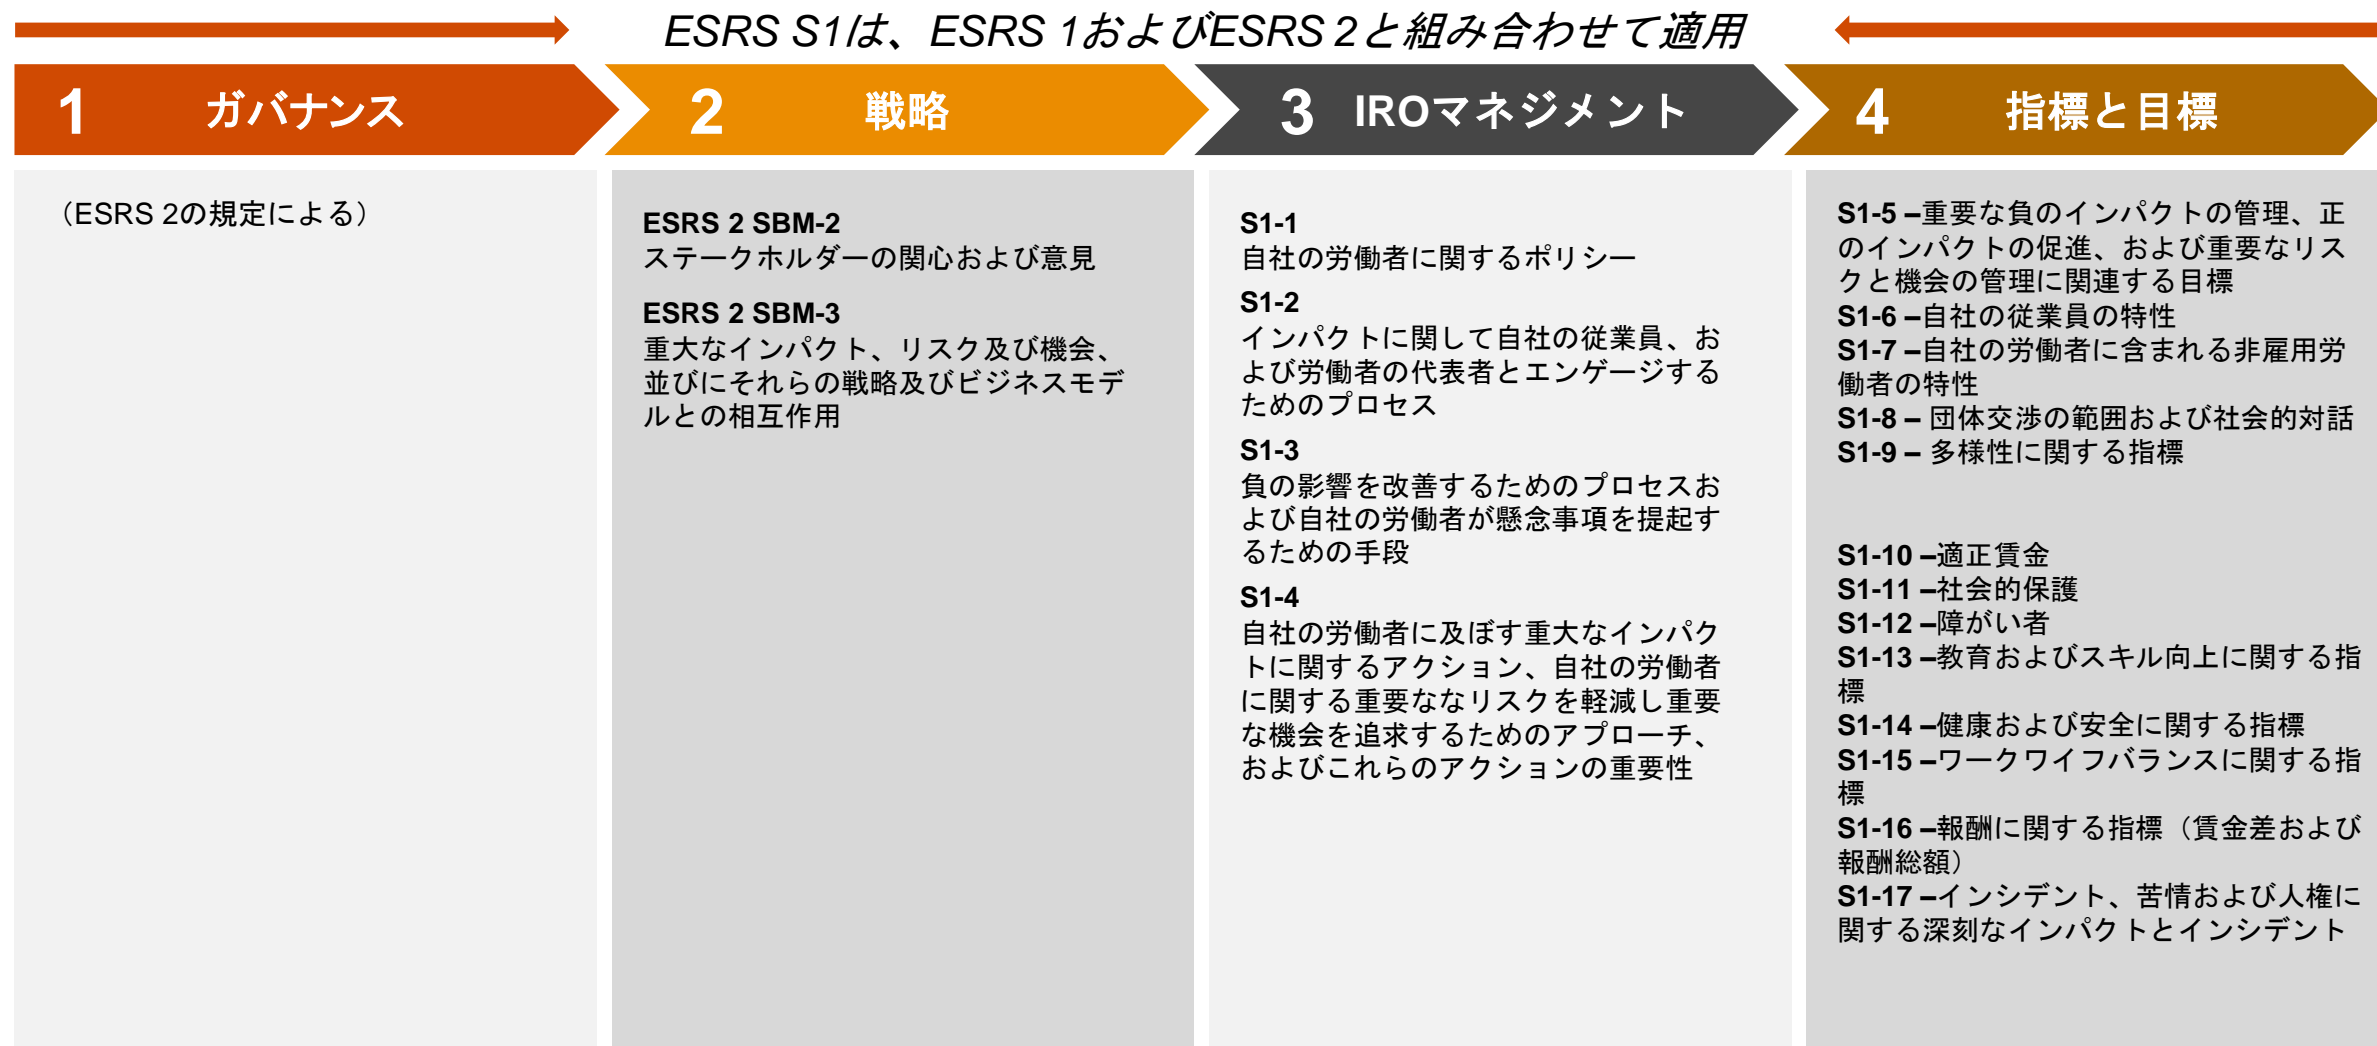 ESRS S1は、ESRS 1およびESRS 2と組み合わせて適用
1 ガバナンス
2 戦略
3 IROマネジメント
4 指標と目標
（ESRS 2の規定による）
ESRS 2 SBM-2
ステークホルダーの関心および意見
ESRS 2 SBM-3
重大なインパクト、リスク及び機会、
並びにそれらの戦略及びビジネスモデ
ルとの相互作用
S1-1
自社の労働者に関するポリシー
S1-2
インパクトに関して自社の従業員、お
よび労働者の代表者とエンゲージする
ためのプロセス
S1-3
負の影響を改善するためのプロセスお
よび自社の労働者が懸念事項を提起す
るための手段
S1-4
自社の労働者に及ぼす重大なインパク
トに関するアクション、自社の労働者
に関する重要ななリスクを軽減し重要
な機会を追求するためのアプローチ、
およびこれらのアクションの重要性
S1-5 –重要な負のインパクトの管理、正
のインパクトの促進、および重要なリス
クと機会の管理に関連する目標
S1-6 –自社の従業員の特性
S1-7 –自社の労働者に含まれる非雇用労
働者の特性
S1-8 – 団体交渉の範囲および社会的対話
S1-9 – 多様性に関する指標
S1-10 –適正賃金
S1-11 –社会的保護
S1-12 –障がい者
S1-13 –教育およびスキル向上に関する指
標
S1-14 –健康および安全に関する指標
S1-15 –ワークワイフバランスに関する指
標
S1-16 –報酬に関する指標（賃金差および
報酬総額）
S1-17 –インシデント、苦情および人権に
関する深刻なインパクトとインシデント